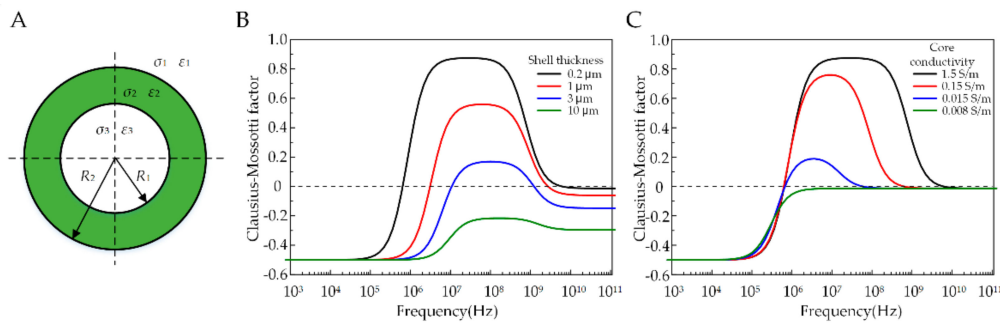 A
σ1 ε1
σ2 ε2
σ3 ε3
R2 R1
B
Clausius-Mossotti factor
1.0
0.8
0.6
0.4
0.2
0
-0.2
-0.4
-0.6
Shell thickness
0.2 μm
1 μm
3 μm
10 μm
10³ 10⁴ 10⁵ 10⁶ 10⁷ 10⁸ 10⁹ 10¹⁰ 10¹¹
Frequency(Hz)
C
Clausius-Mossotti factor
1.0
0.8
0.6
0.4
0.2
0
-0.2
-0.4
-0.6
Core
conductivity
1.5 S/m
0.15 S/m
0.015 S/m
0.008 S/m
10³ 10⁴ 10⁵ 10⁶ 10⁷ 10⁸ 10⁹ 10¹⁰ 10¹¹
Frequency(Hz)